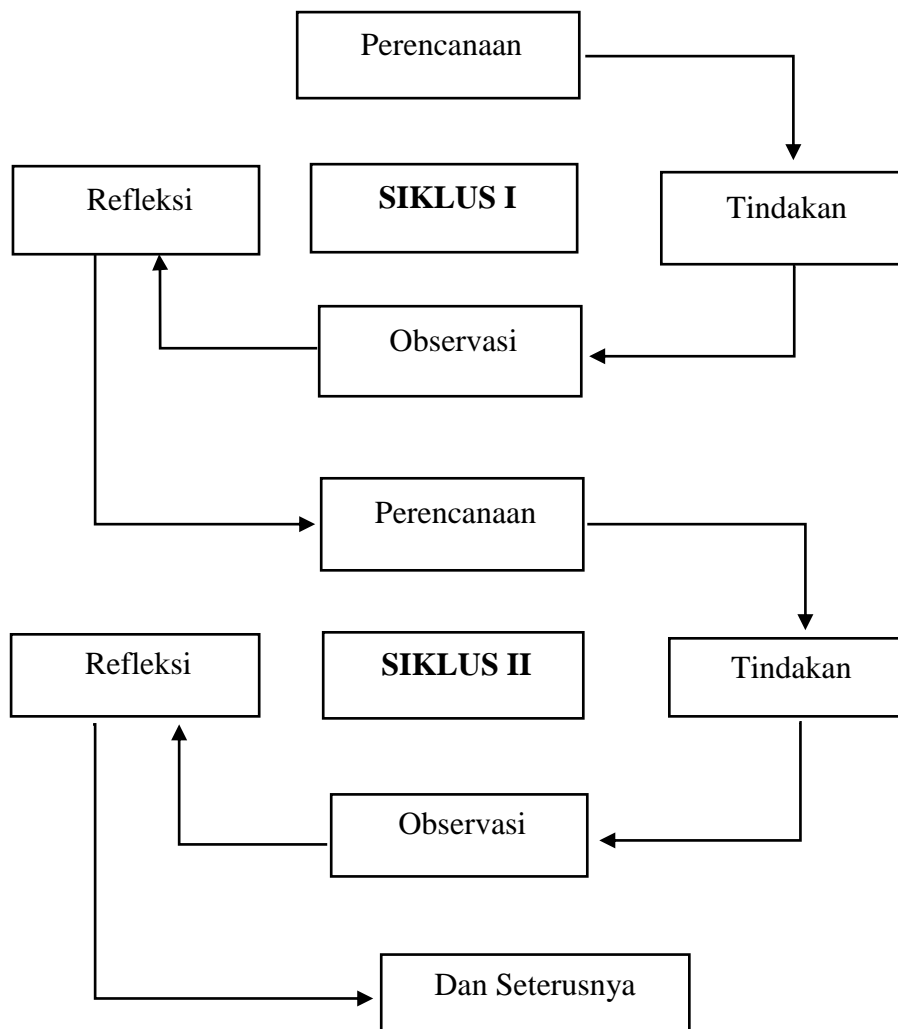 Perencanaan
Refleksi
SIKLUS I
Tindakan
Observasi
Perencanaan
Refleksi
SIKLUS II
Tindakan
Observasi
Dan Seterusnya